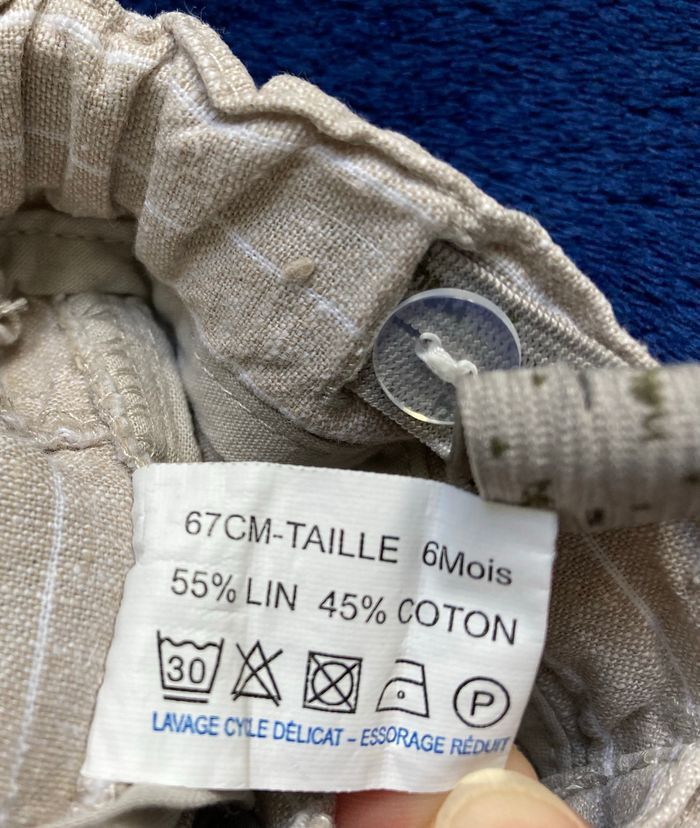 67CM-TAILLE 6Mois
55% LIN 45% COTON
30 P
LAVAGE CYCLE DÉLICAT - ESSORAGE RÉDUIT